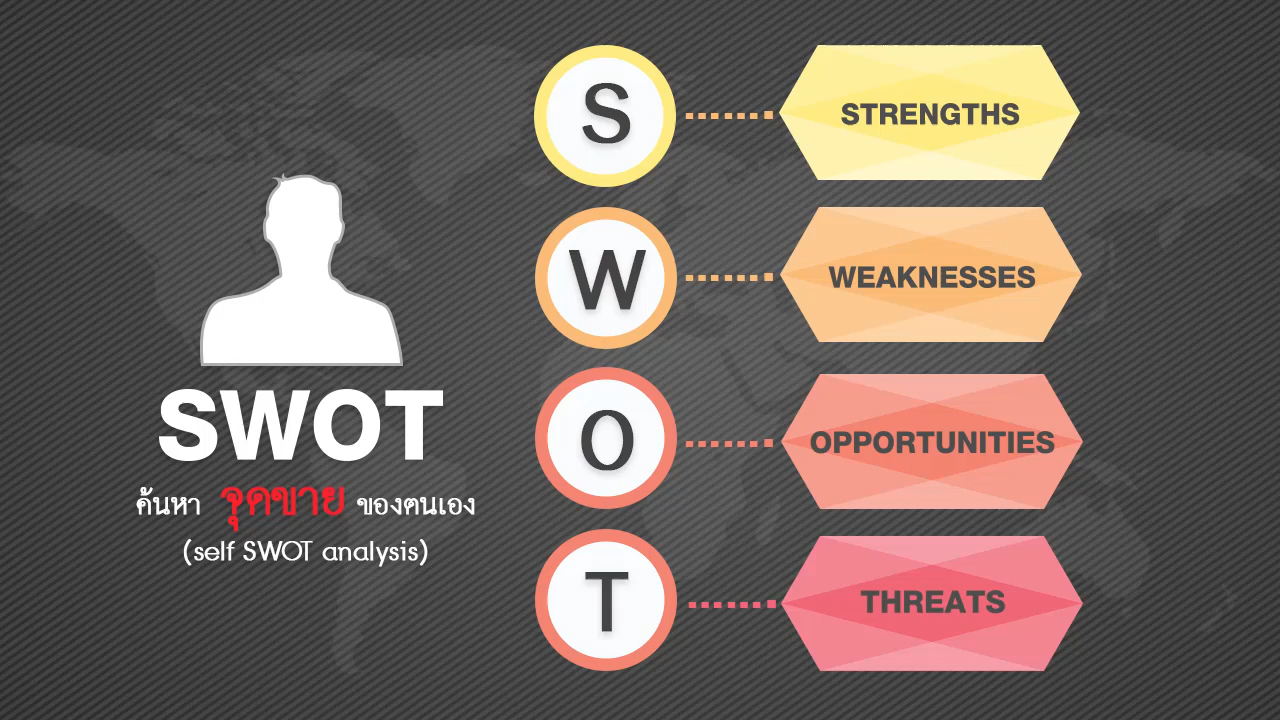 SWOT
ค้นหา จุดขาย ของตนเอง
(self SWOT analysis)
S
STRENGTHS
W
WEAKNESSES
O
OPPORTUNITIES
T
THREATS